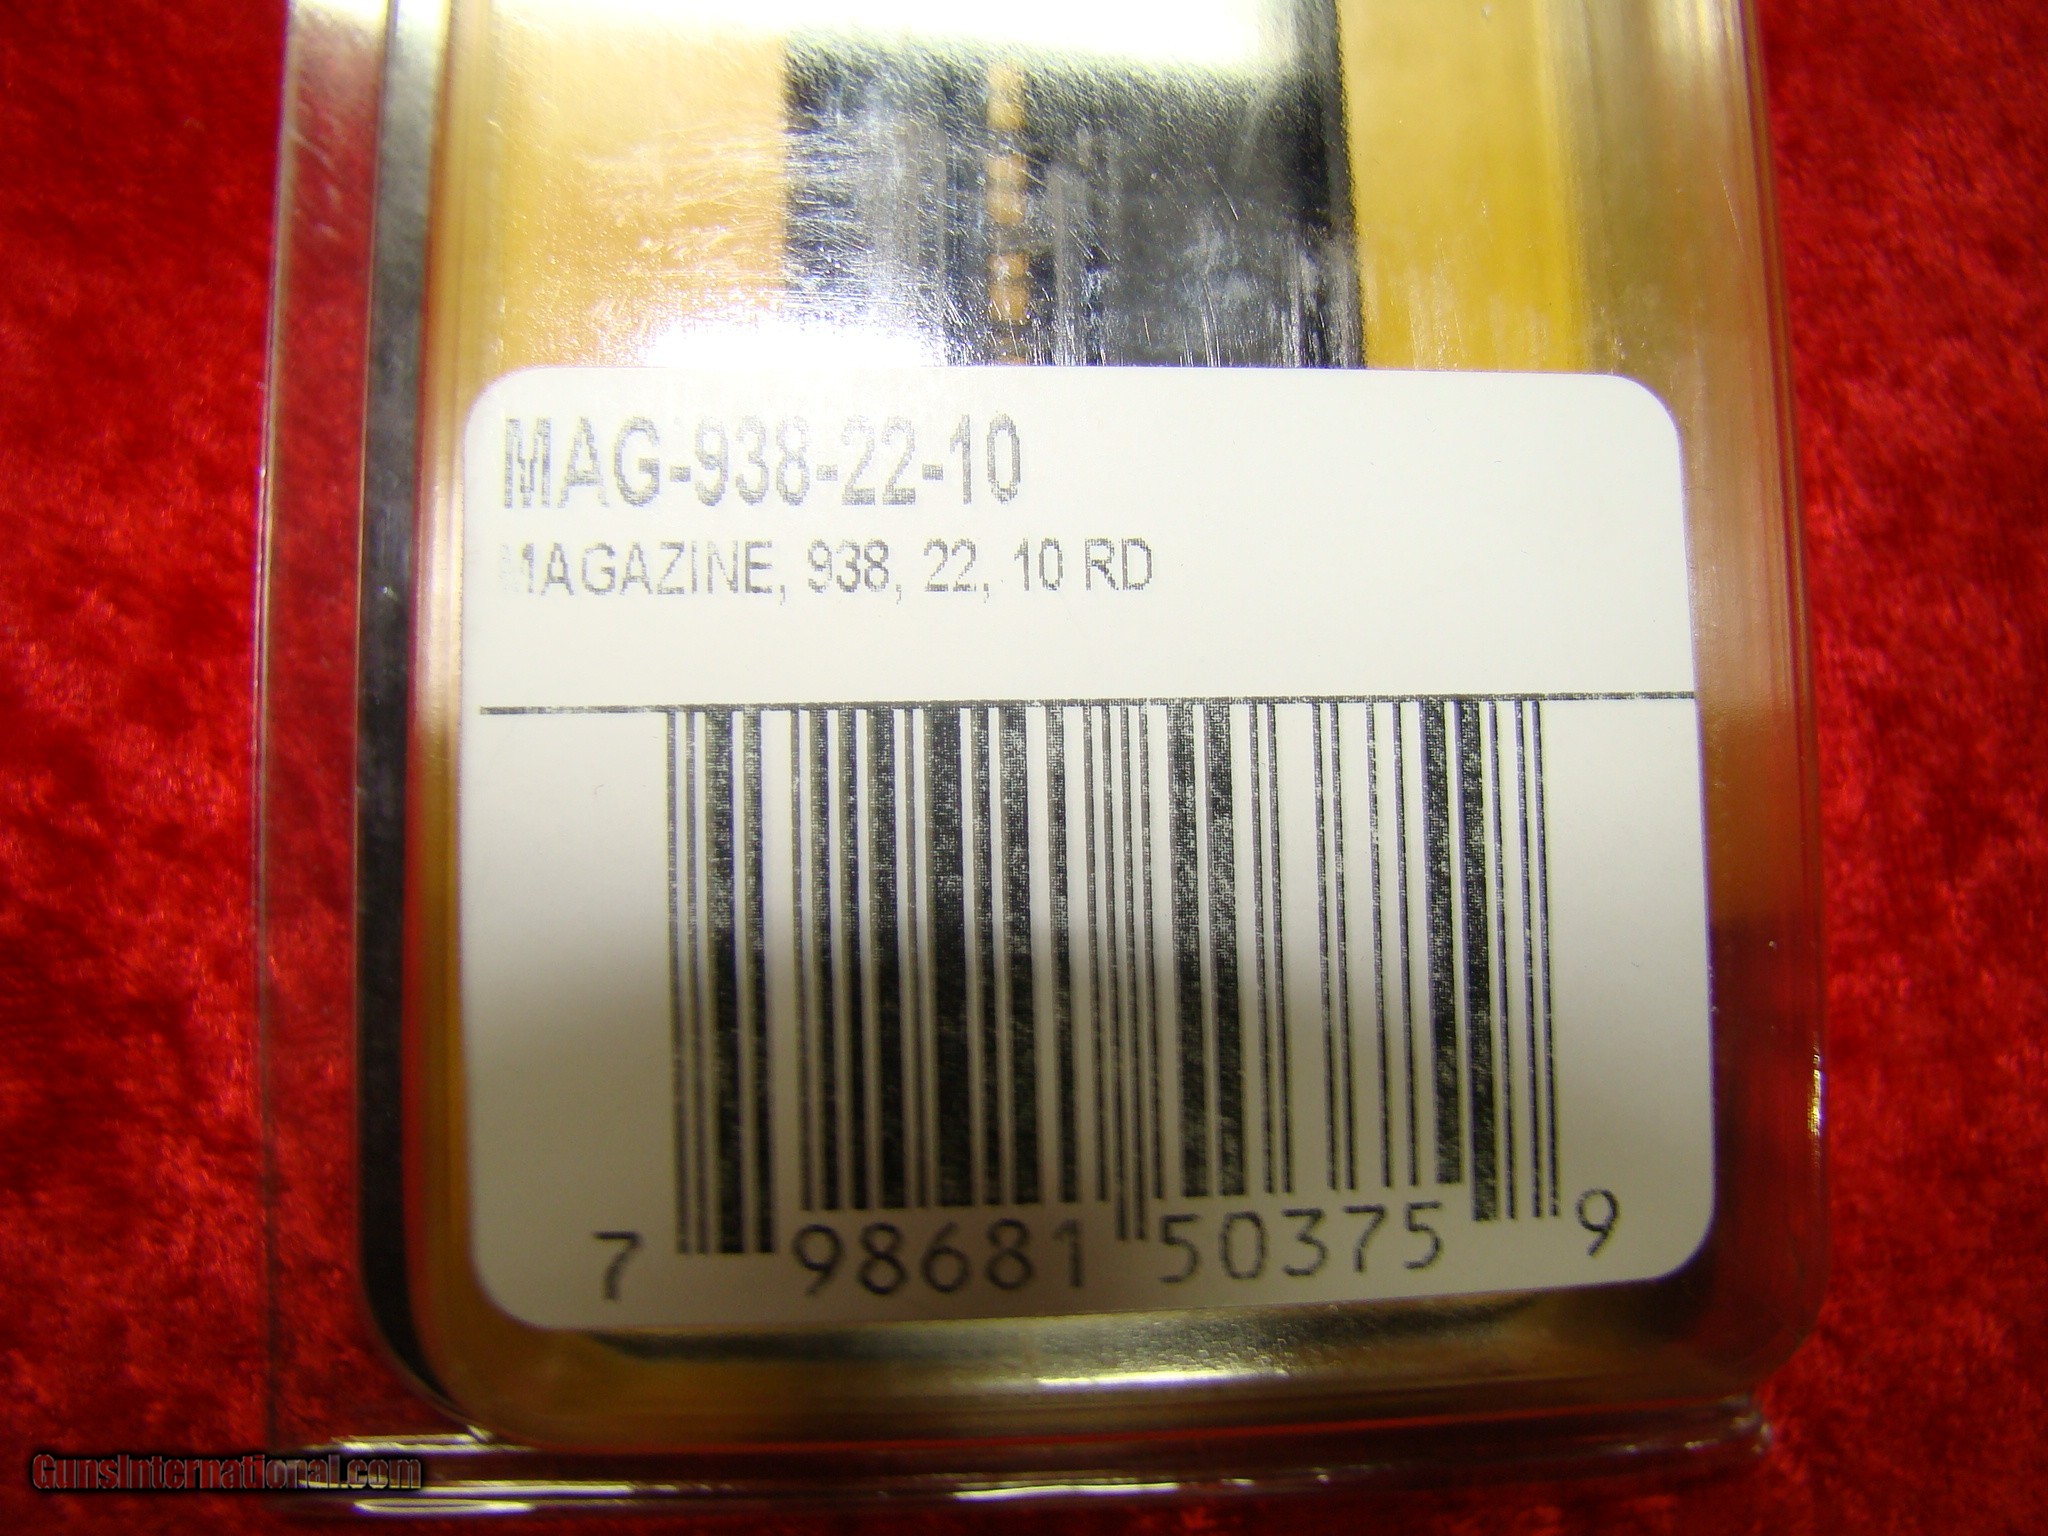 MAG-938-22-10
MAGAZINE, 938, 22, 10 RD
7 98681 50375 9
GunsInternational.com